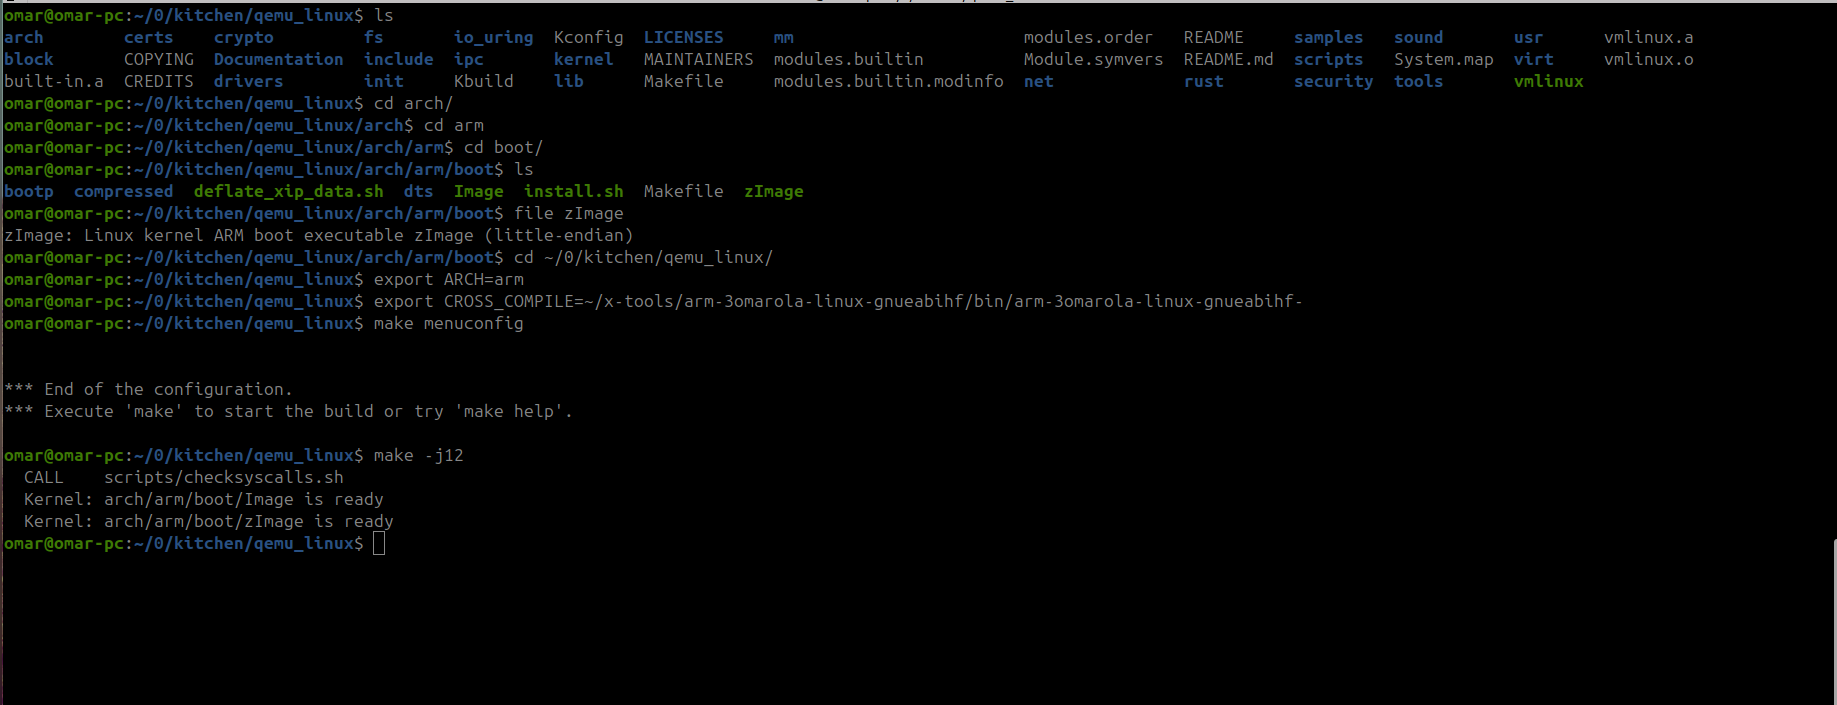 omar@omar-pc:~/0/kitchen/qemu_linux$ ls
arch certs crypto fs io_uring Kconfig LICENSES mm modules.order README samples sound usr vmlinux.a
block COPYING Documentation include ipc kernel MAINTAINERS modules.builtin Module.symvers README.md scripts System.map virt vmlinux.o
built-in.a CREDITS drivers init Kbuild lib Makefile modules.builtin.modinfo net rust security tools vmlinux
omar@omar-pc:~/0/kitchen/qemu_linux$ cd arch/
omar@omar-pc:~/0/kitchen/qemu_linux/arch$ cd arm
omar@omar-pc:~/0/kitchen/qemu_linux/arch/arm$ cd boot/
omar@omar-pc:~/0/kitchen/qemu_linux/arch/arm/boot$ ls
bootp compressed deflate_xip_data.sh dts Image install.sh Makefile zImage
omar@omar-pc:~/0/kitchen/qemu_linux/arch/arm/boot$ file zImage
zImage: Linux kernel ARM boot executable zImage (little-endian)
omar@omar-pc:~/0/kitchen/qemu_linux/arch/arm/boot$ cd ~/0/kitchen/qemu_linux/
omar@omar-pc:~/0/kitchen/qemu_linux$ export ARCH=arm
omar@omar-pc:~/0/kitchen/qemu_linux$ export CROSS_COMPILE=~/x-tools/arm-3omarola-linux-gnueabihf/bin/arm-3omarola-linux-gnueabihf-
omar@omar-pc:~/0/kitchen/qemu_linux$ make menuconfig
*** End of the configuration.
*** Execute 'make' to start the build or try 'make help'.
omar@omar-pc:~/0/kitchen/qemu_linux$ make -j12
CALL scripts/checksyscalls.sh
Kernel: arch/arm/boot/Image is ready
Kernel: arch/arm/boot/zImage is ready
omar@omar-pc:~/0/kitchen/qemu_linux$